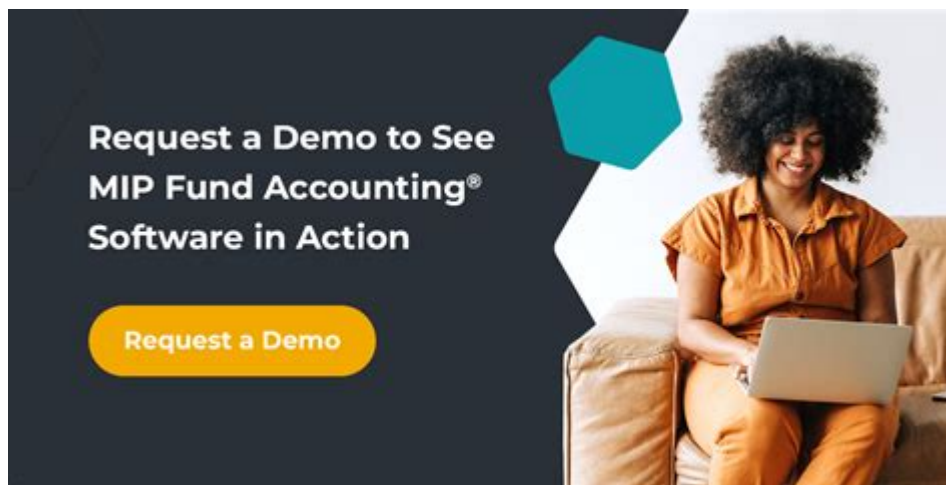 Request a Demo to See
MIP Fund Accounting®
Software in Action
Request a Demo